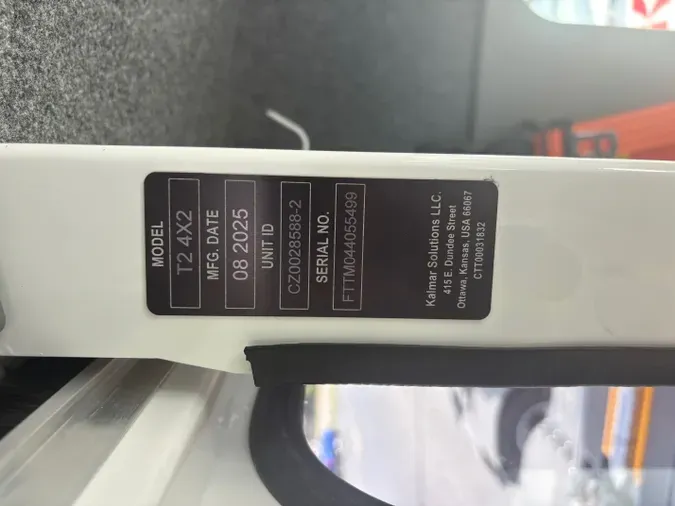 MODEL
T2 4X2
MFG. DATE
08 2025
UNIT ID
CZ0028588-2
SERIAL NO.
FTTM044055499
Kalmar Solutions LLC.
415 E. Dundee Street
Ottawa, Kansas, USA 66067
CTT00031832